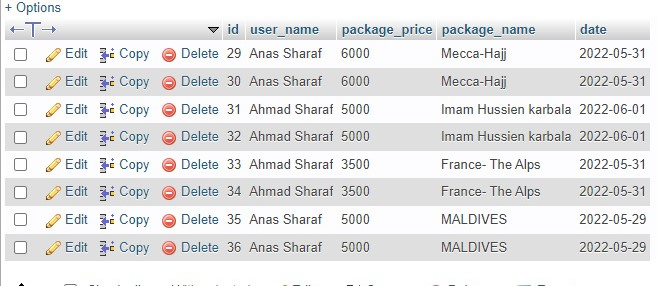 + Options
id user_name package_price package_name date
Edit Copy Delete 29 Anas Sharaf 6000 Mecca-Hajj 2022-05-31
Edit Copy Delete 30 Anas Sharaf 6000 Mecca-Hajj 2022-05-31
Edit Copy Delete 31 Ahmad Sharaf 5000 Imam Hussien karbala 2022-06-01
Edit Copy Delete 32 Ahmad Sharaf 5000 Imam Hussien karbala 2022-06-01
Edit Copy Delete 33 Ahmad Sharaf 3500 France- The Alps 2022-05-31
Edit Copy Delete 34 Ahmad Sharaf 3500 France- The Alps 2022-05-31
Edit Copy Delete 35 Anas Sharaf 5000 MALDIVES 2022-05-29
Edit Copy Delete 36 Anas Sharaf 5000 MALDIVES 2022-05-29